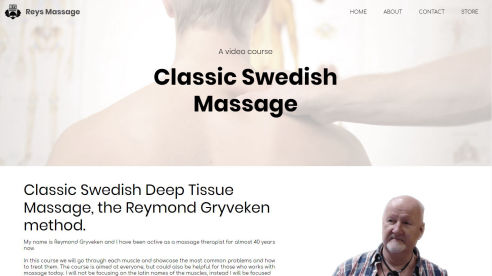 Reys Massage
HOME ABOUT CONTACT STORE
A video course
Classic Swedish
Massage
Classic Swedish Deep Tissue
Massage, the Reymond Gryveken
method.
My name is Reymond Gryveken and I have been active as a massage therapist for almost 40 years
now.
In this course we will go through each muscle and showcase the most common problems and how
to treat them. The course is aimed at everyone, but could also be helpful for those who works with
massage today. I will not be focusing on the latin names of the muscles, instead I will be focused